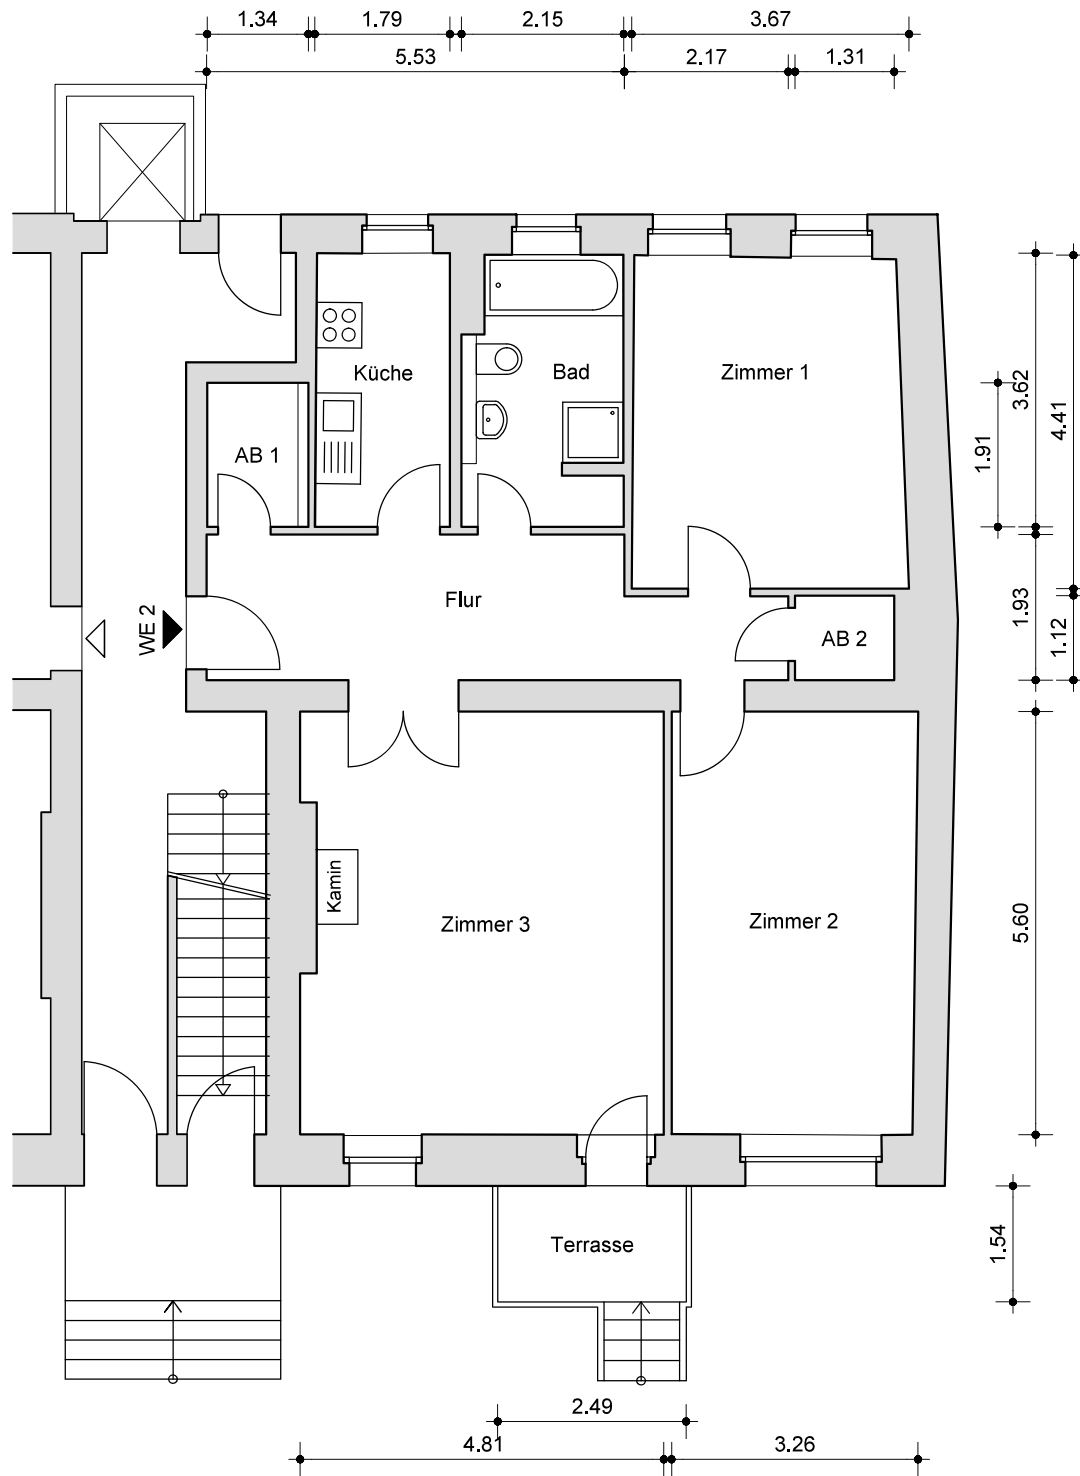 1.34 1.79 2.15 3.67
5.53 2.17 1.31
Küche
Bad
Zimmer 1
AB 1
3.62
4.41
1.91
WE 2
Flur
AB 2
1.93
1.12
Kamin
Zimmer 3
Zimmer 2
5.60
Terrasse
1.54
2.49
4.81 3.26